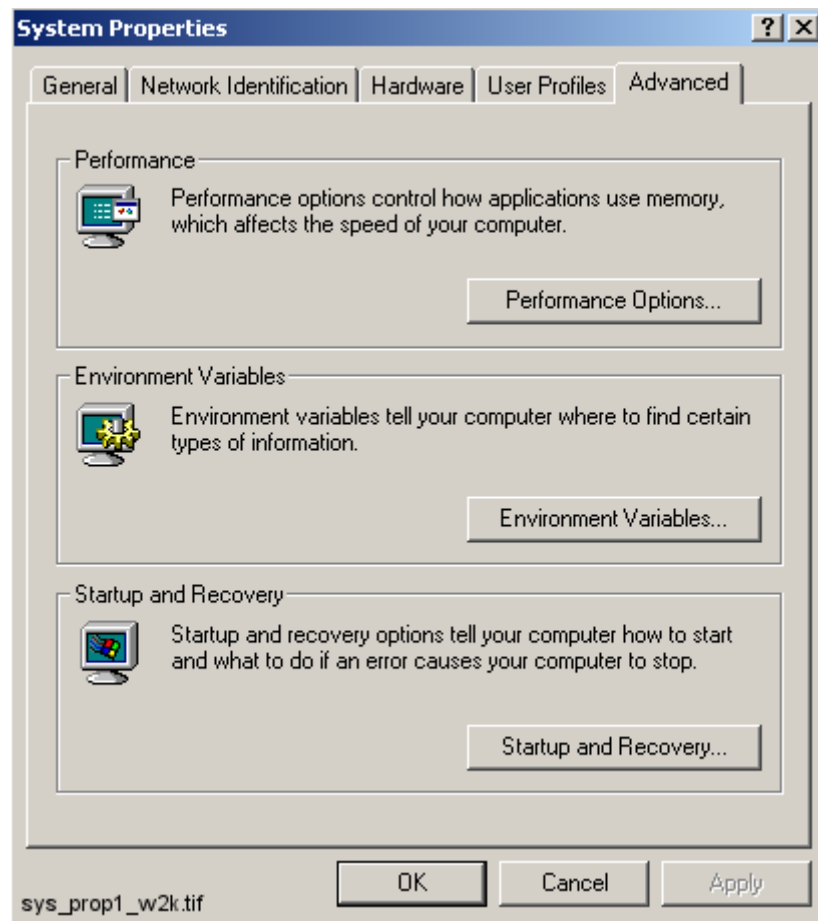 System Properties
General
Network Identification
Hardware
User Profiles
Advanced
Performance
Performance options control how applications use memory,
which affects the speed of your computer.
Performance Options...
Environment Variables
Environment variables tell your computer where to find certain
types of information.
Environment Variables...
Startup and Recovery
Startup and recovery options tell your computer how to start
and what to do if an error causes your computer to stop.
Startup and Recovery...
OK
Cancel
Apply
sys_prop1_w2k.tif